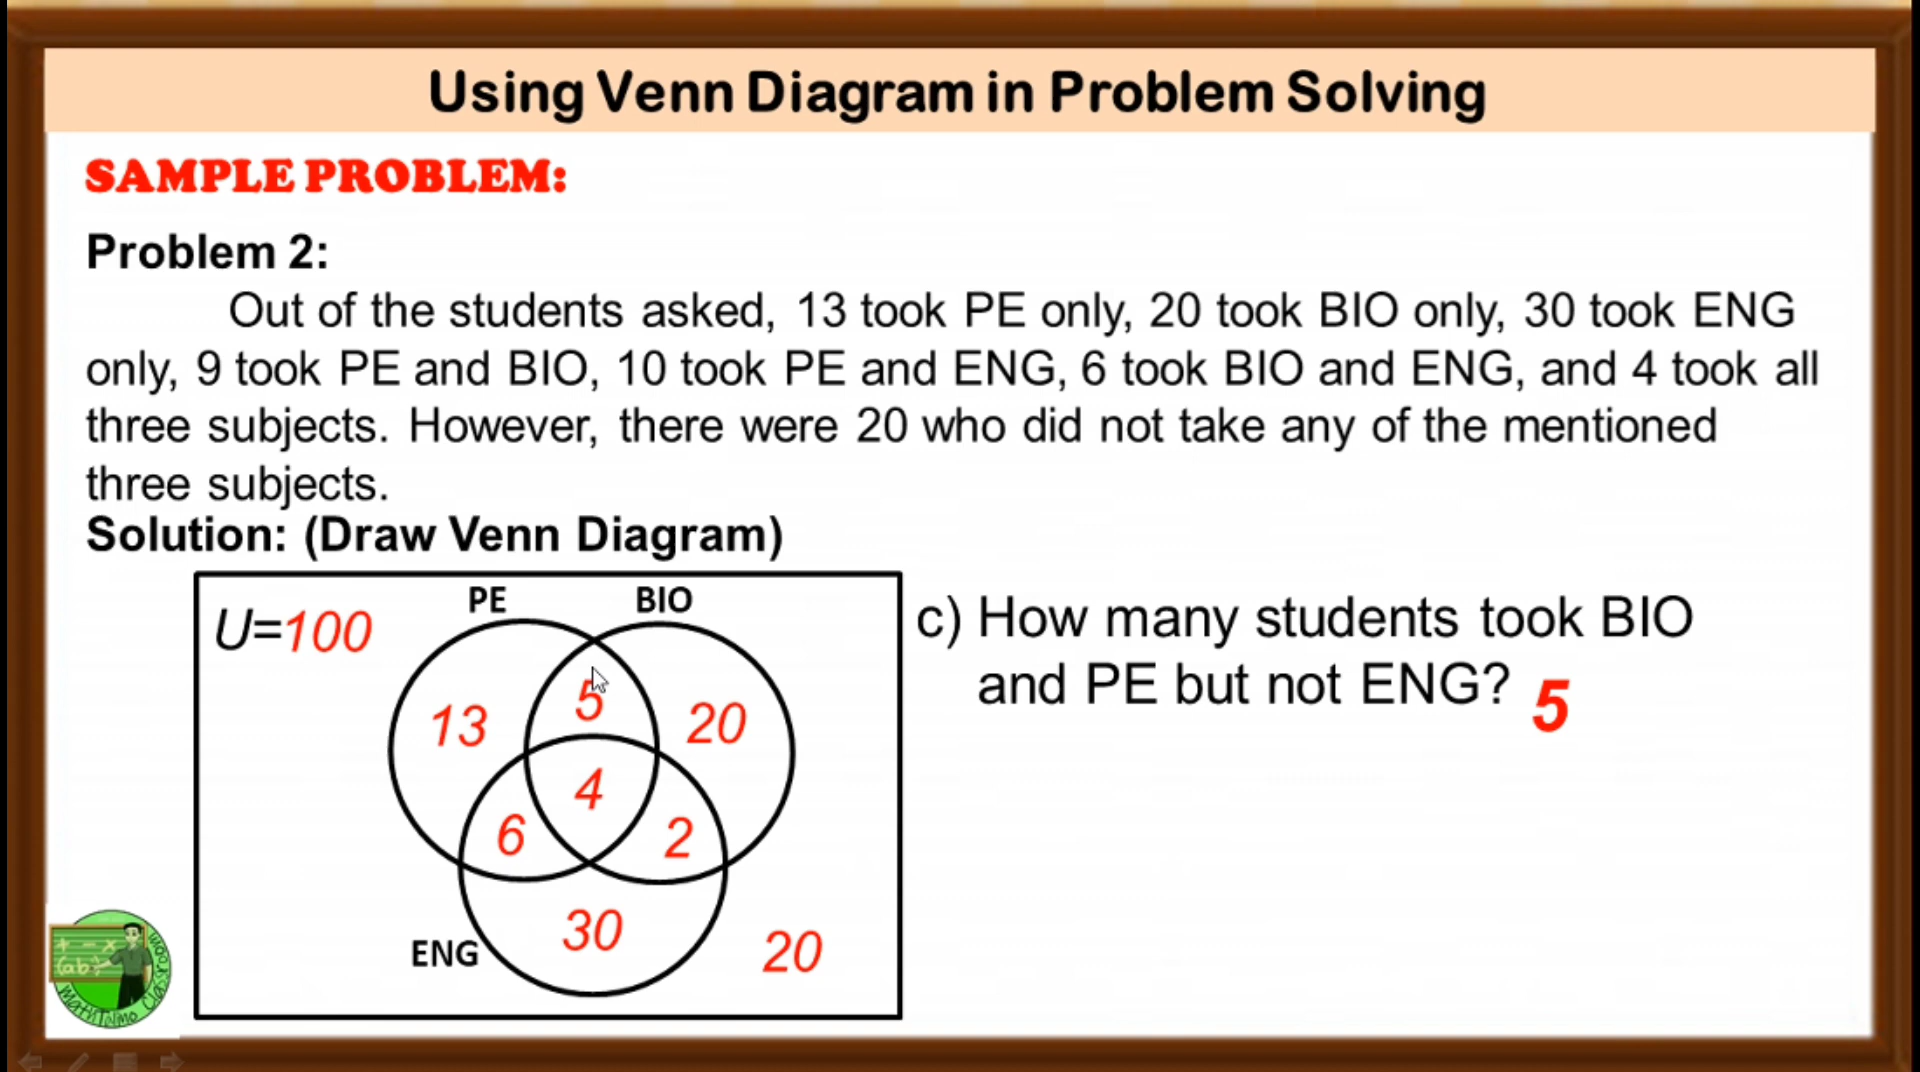 Using Venn Diagram in Problem Solving
SAMPLE PROBLEM:
Problem 2:
Out of the students asked, 13 took PE only, 20 took BIO only, 30 took ENG
only, 9 took PE and BIO, 10 took PE and ENG, 6 took BIO and ENG, and 4 took all
three subjects. However, there were 20 who did not take any of the mentioned
three subjects.
Solution: (Draw Venn Diagram)
PE BIO
U=100
5
13 20
4
6 2
30
ENG 20
c) How many students took BIO
and PE but not ENG? 5
+ - x
(ab)
MathTalino Classroom